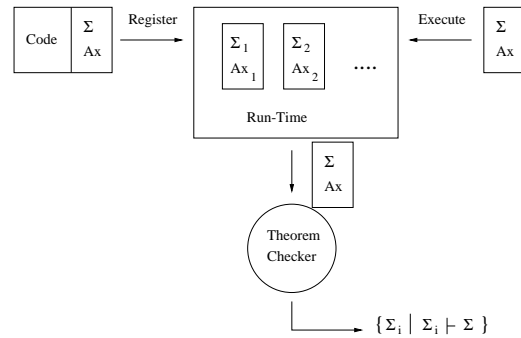 Code
Σ
Ax
Register
Σ1
Ax1
Σ2
Ax2
....
Run-Time
Execute
Σ
Ax
Σ
Ax
Theorem
Checker
{ Σi | Σi ⊢ Σ }